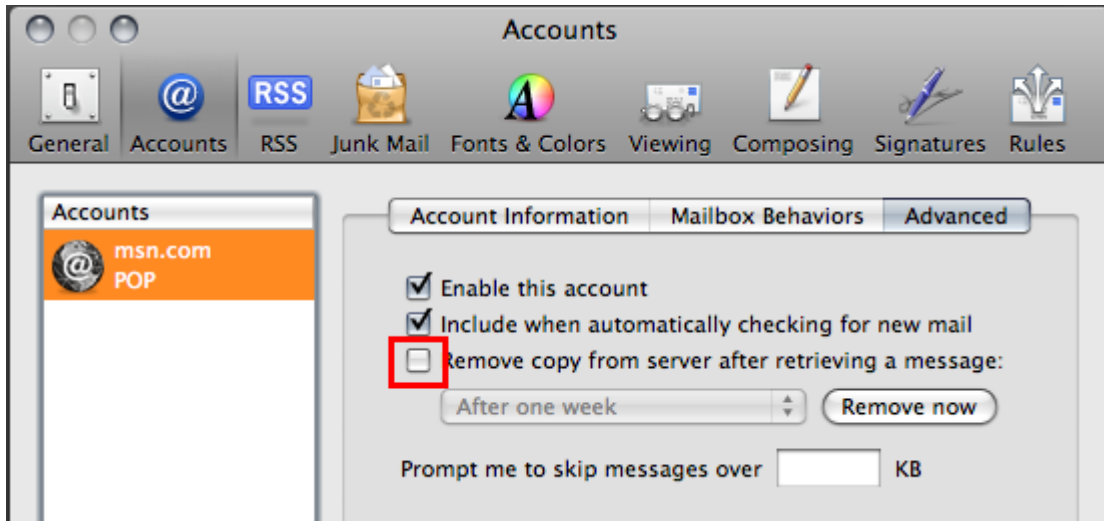 Accounts
RSS
General Accounts RSS Junk Mail Fonts & Colors Viewing Composing Signatures Rules
Accounts
msn.com
POP
Account Information Mailbox Behaviors Advanced
Enable this account
Include when automatically checking for new mail
Remove copy from server after retrieving a message:
After one week Remove now
Prompt me to skip messages over KB